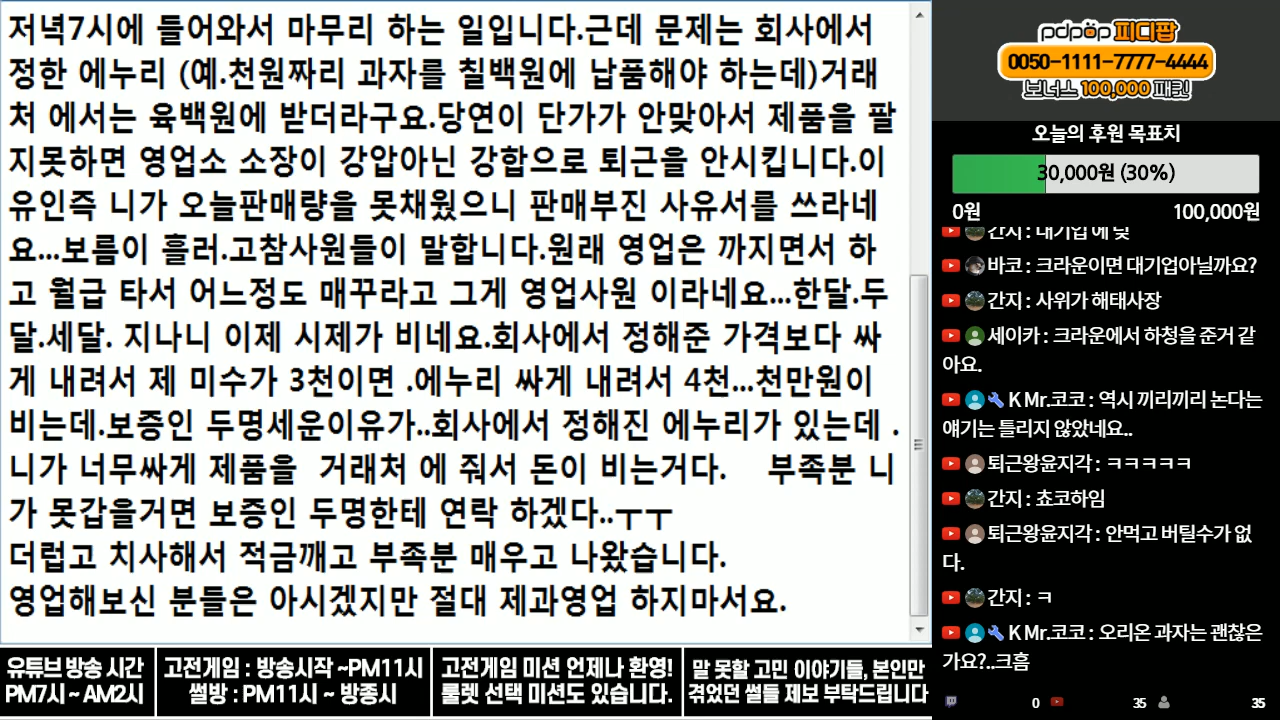 저녁7시에 들어와서 마무리 하는 일입니다.근데 문제는 회사에서
정한 에누리 (예.천원짜리 과자를 칠백원에 납품해야 하는데)거래
처 에서는 육백원에 받더라구요.당연이 단가가 안맞아서 제품을 팔
지못하면 영업소 소장이 강압아닌 강합으로 퇴근을 안시킵니다.이
유인즉 니가 오늘판매량을 못채웠으니 판매부진 사유서를 쓰라네
요...보름이 흘러.고참사원들이 말합니다.원래 영업은 까지면서 하
고 월급 타서 어느정도 매꾸라고 그게 영업사원 이라네요...한달.두
달.세달. 지나니 이제 시제가 비네요.회사에서 정해준 가격보다 싸
게 내려서 제 미수가 3천이면 .에누리 싸게 내려서 4천...천만원이
비는데.보증인 두명세운이유가..회사에서 정해진 에누리가 있는데 .
니가 너무싸게 제품을 거래처 에 줘서 돈이 비는거다. 부족분 니
가 못갑을거면 보증인 두명한테 연락 하겠다..ㅜㅜ
더럽고 치사해서 적금깨고 부족분 매우고 나왔습니다.
영업해보신 분들은 아시겠지만 절대 제과영업 하지마서요.
유튜브 방송 시간
PM7시 ~ AM2시
고전게임 : 방송시작 ~PM11시
썰방 : PM11시 ~ 방종시
고전게임 미션 언제나 환영!
룰렛 선택 미션도 있습니다.
말 못할 고민 이야기들, 본인만
겪었던 썰들 제보 부탁드립니다
pdpop 피디팝
0050-1111-7777-4444
보너스 100,000 패킷
오늘의 후원 목표치
30,000원 (30%)
0원 100,000원
간지 : 대기업 에 맞
바코 : 크라운이면 대기업아닐까요?
간지 : 사위가 해태사장
세이카 : 크라운에서 하청을 준거 같
아요.
K Mr.코코 : 역시 끼리끼리 논다는
얘기는 틀리지 않았네요..
퇴근왕윤지각 : ㅋㅋㅋㅋㅋ
간지 : 쵸코하임
퇴근왕윤지각 : 안먹고 버틸수가 없
다.
간지 : ㅋ
K Mr.코코 : 오리온 과자는 괜찮은
가요?..크흠
0 35 35